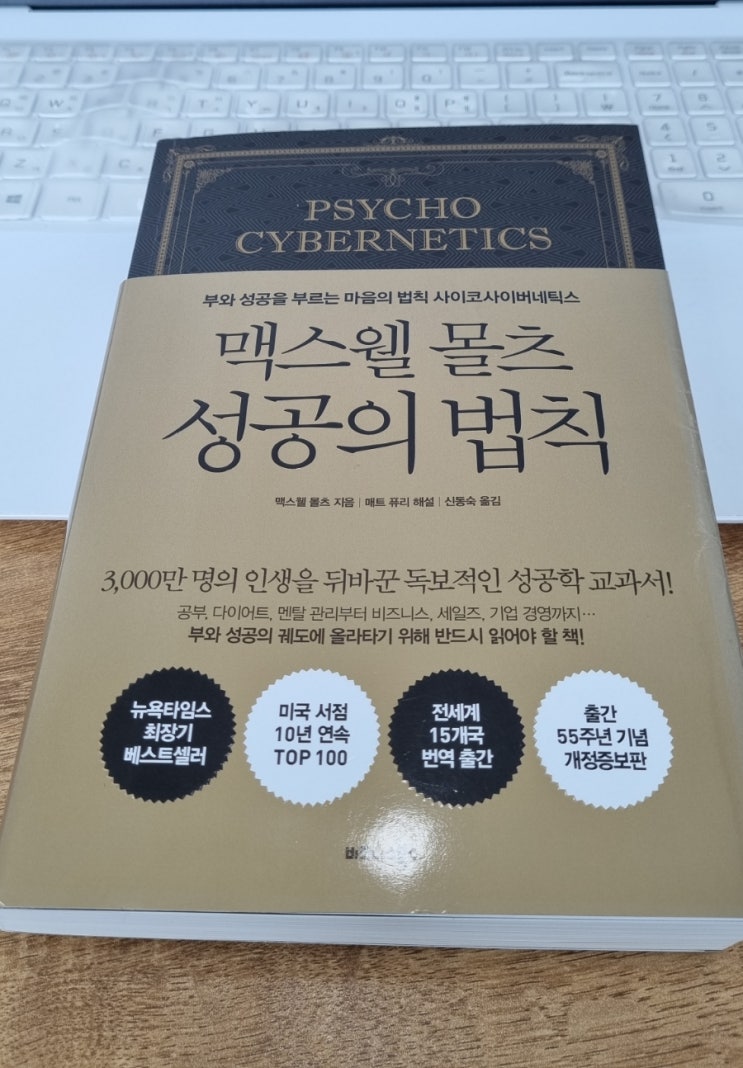 PSYCHO
CYBERNETICS
부와 성공을 부르는 마음의 법칙 사이코사이버네틱스
맥스웰 몰츠
성공의 법칙
맥스웰 몰츠 지음 | 매트 퓨리 해설 | 신동숙 옮김
3,000만 명의 인생을 뒤바꾼 독보적인 성공학 교과서!
공부, 다이어트, 멘탈 관리부터 비즈니스, 세일즈, 기업 경영까지…
부와 성공의 궤도에 올라타기 위해 반드시 읽어야 할 책!
뉴욕타임스
최장기
베스트셀러
미국 서점
10년 연속
TOP 100
전세계
15개국
번역 출간
출간
55주년 기념
개정증보판